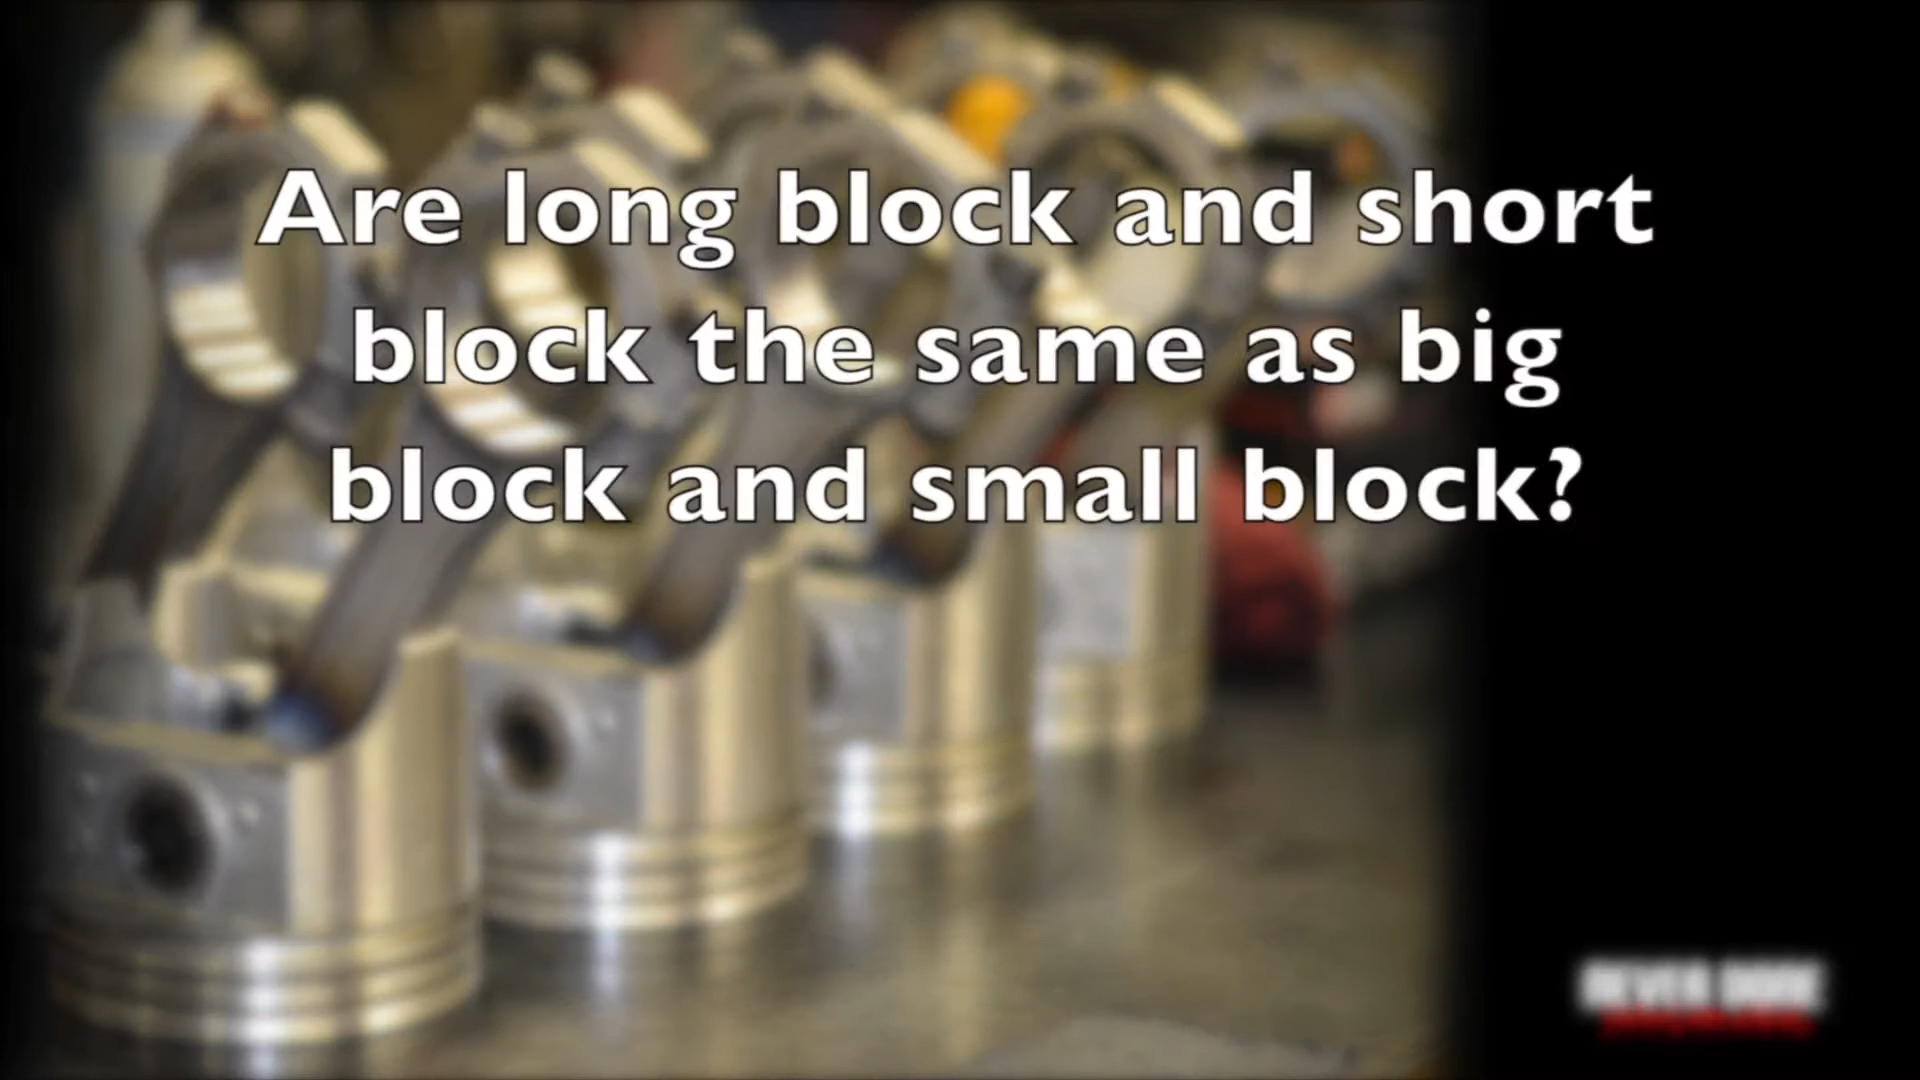 Are long block and short
block the same as big
block and small block?